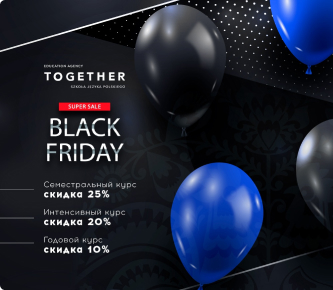 EDUCATION AGENCY
TOGETHER
SZKOŁA JĘZYKA POLSKIEGO
SUPER SALE
BLACK
FRIDAY
Семестральный курс
скидка 25%
Интенсивный курс
скидка 20%
Годовой курс
скидка 10%